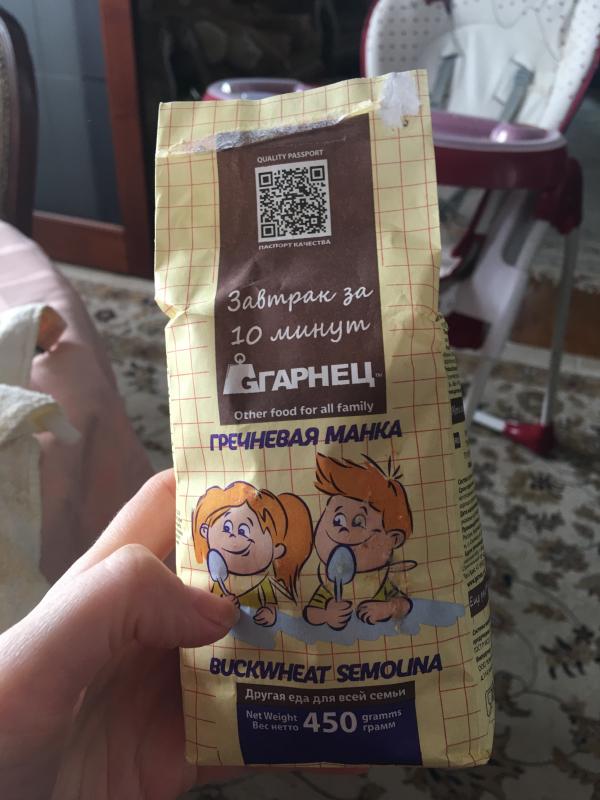 QUALITY PASSPORT
ПАСПОРТ КАЧЕСТВА
Завтрак за
10 минут
ГАРНЕЦ™
Other food for all family
ГРЕЧНЕВАЯ МАНКА
BUCKWHEAT SEMOLINA
Другая еда для всей семьи
Net Weight 450 gramms
Вес нетто грамм